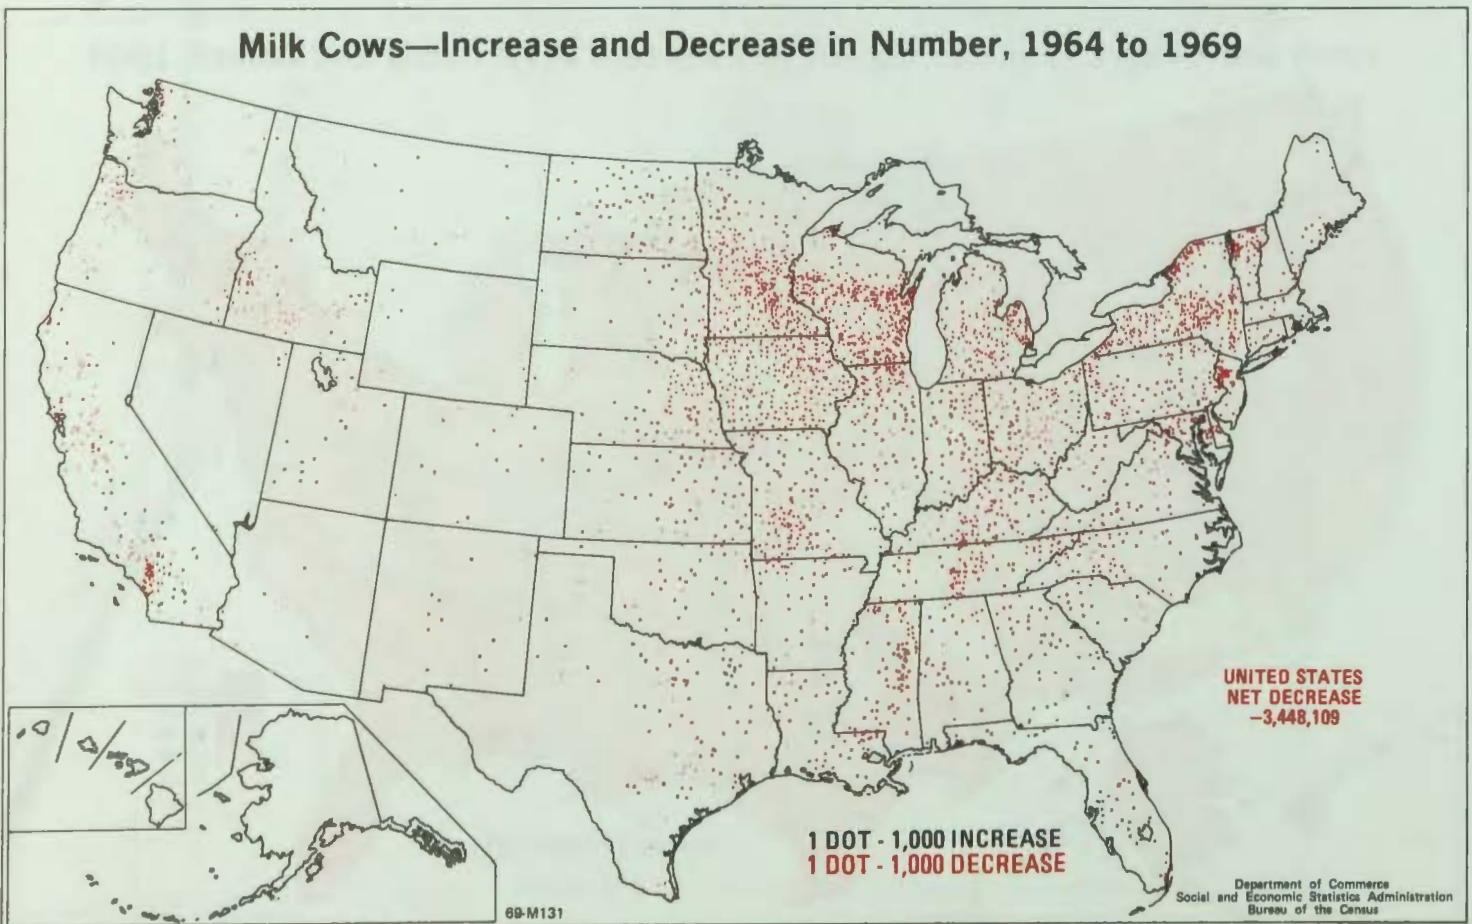 Milk Cows—Increase and Decrease in Number, 1964 to 1969
UNITED STATES
NET DECREASE
−3,448,109
1 DOT - 1,000 INCREASE
1 DOT - 1,000 DECREASE
Department of Commerce
Social and Economic Statistics Administration
Bureau of the Census
69-M131